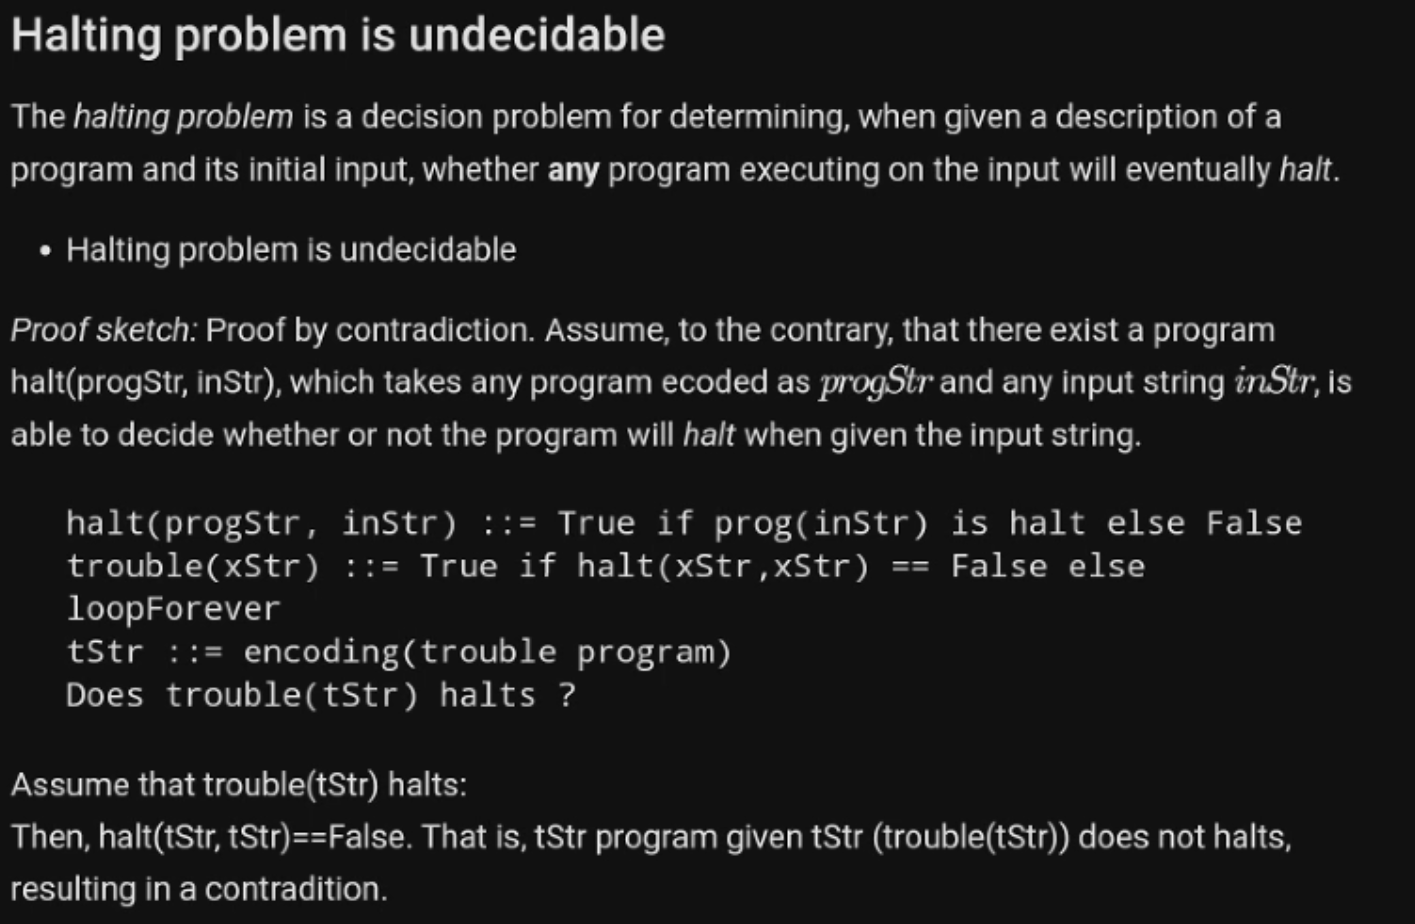 Halting problem is undecidable
The halting problem is a decision problem for determining, when given a description of a
program and its initial input, whether any program executing on the input will eventually halt.
• Halting problem is undecidable
Proof sketch: Proof by contradiction. Assume, to the contrary, that there exist a program
halt(progStr, inStr), which takes any program ecoded as progStr and any input string inStr, is
able to decide whether or not the program will halt when given the input string.
halt(progStr, inStr) ::= True if prog(inStr) is halt else False
trouble(xStr) ::= True if halt(xStr,xStr) == False else
loopForever
tStr ::= encoding(trouble program)
Does trouble(tStr) halts ?
Assume that trouble(tStr) halts:
Then, halt(tStr, tStr)==False. That is, tStr program given tStr (trouble(tStr)) does not halts,
resulting in a contradition.